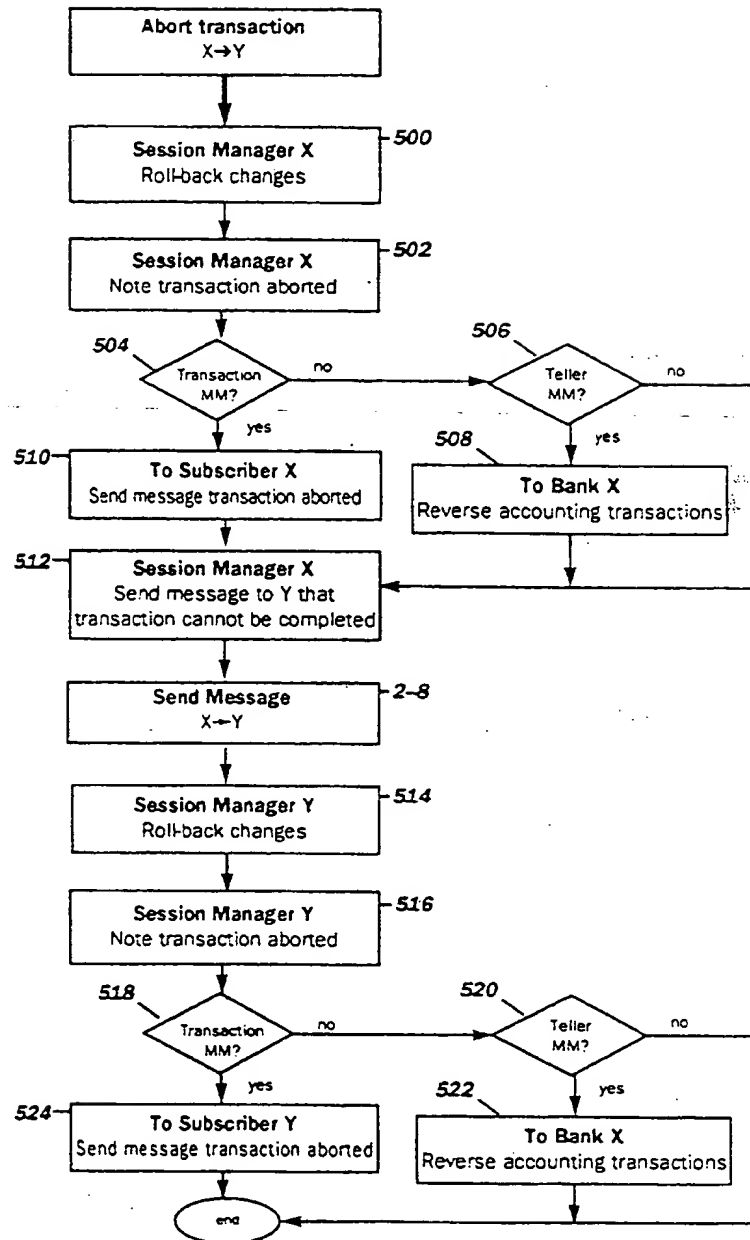 Abort transaction
X→Y
500
Session Manager X
Roll-back changes
502
Session Manager X
Note transaction aborted
504
Transaction
MM?
no
yes
506
Teller
MM?
no
yes
508
To Bank X
Reverse accounting transactions
510
To Subscriber X
Send message transaction aborted
512
Session Manager X
Send message to Y that
transaction cannot be completed
2-8
Send Message
X→Y
514
Session Manager Y
Roll-back changes
516
Session Manager Y
Note transaction aborted
518
Transaction
MM?
no
yes
520
Teller
MM?
no
yes
522
To Bank X
Reverse accounting transactions
524
To Subscriber Y
Send message transaction aborted
end